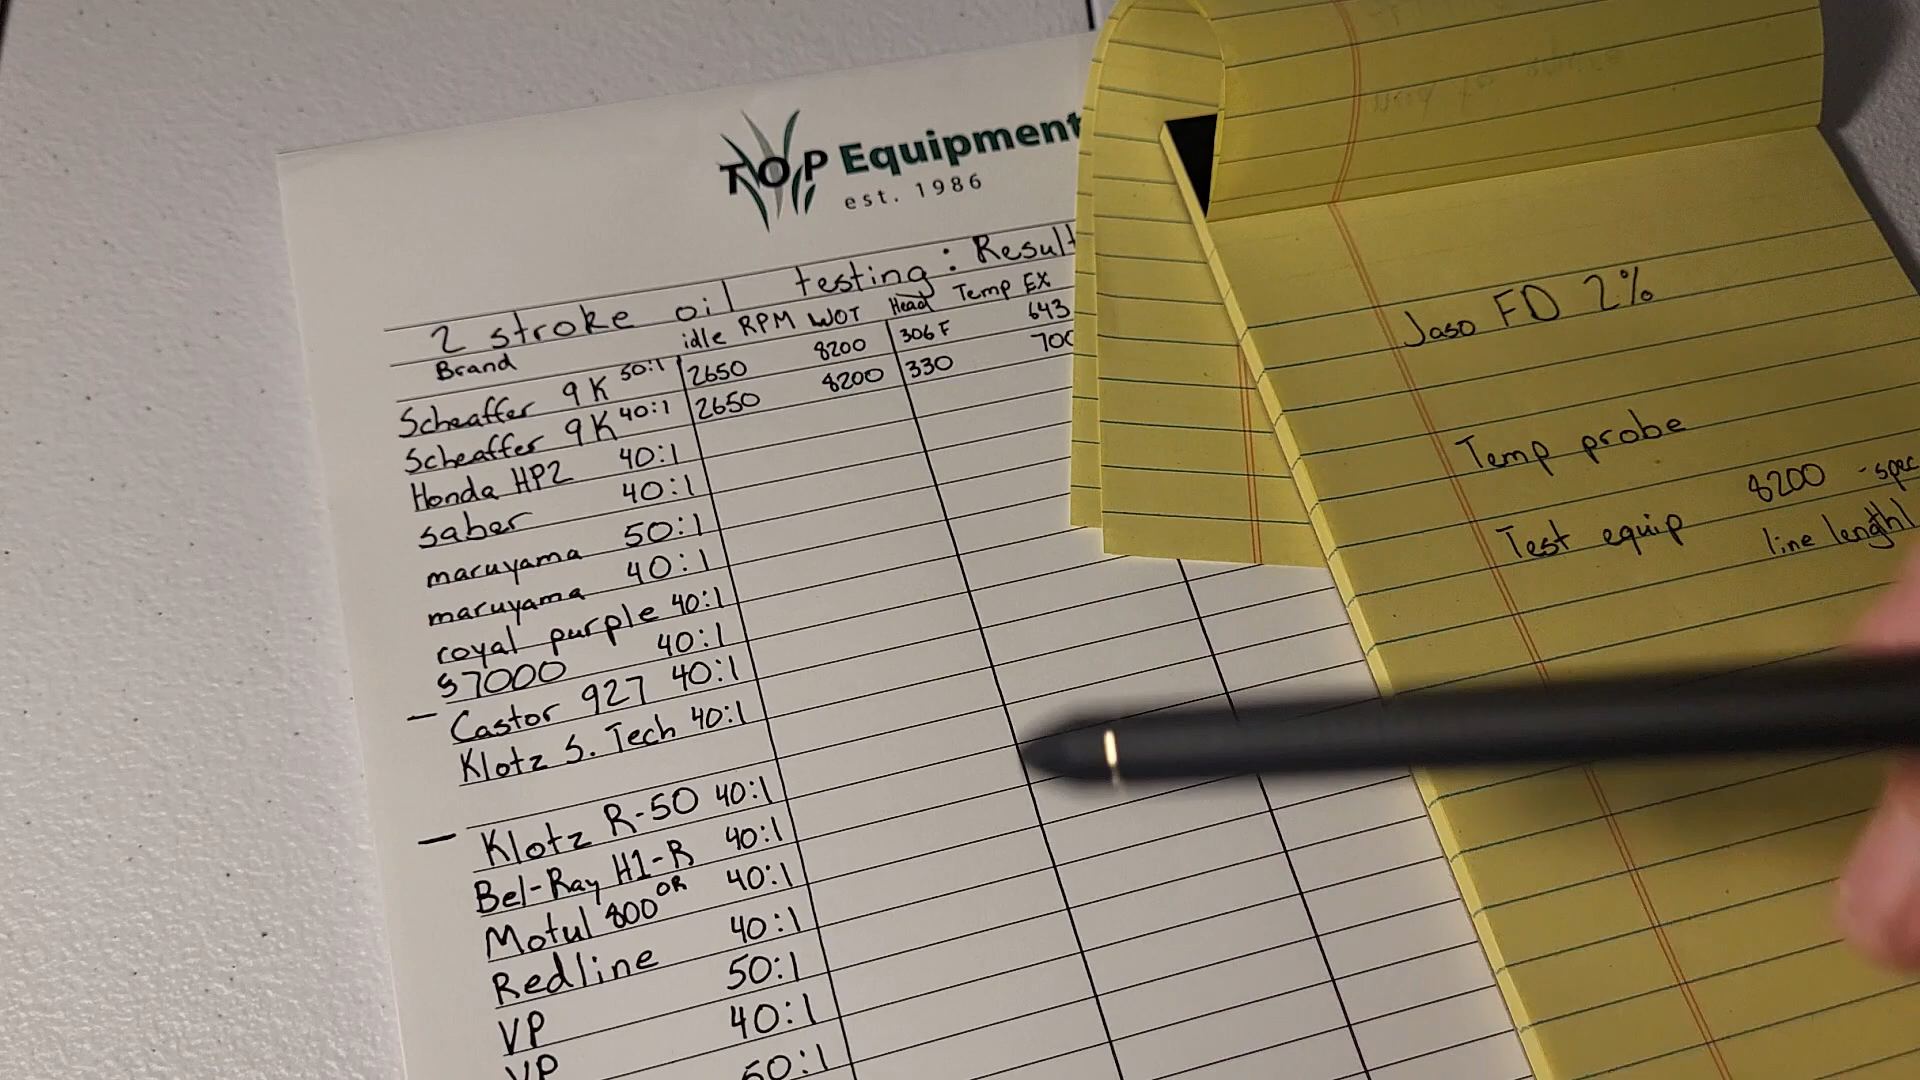 TOP Equipment
est. 1986
2 stroke oil testing: Result
Brand idle RPM WOT Head Temp EX
Scheaffer 9K 50:1 2650 8200 306 F 643
Scheaffer 9K 40:1 2650 8200 330 700
Honda HP2 40:1
saber 40:1
maruyama 50:1
maruyama 40:1
royal purple 40:1
S7000 40:1
- Castor 927 40:1
Klotz S. Tech 40:1
- Klotz R-50 40:1
Bel-Ray H1-R 40:1
Motul 800 OR 40:1
Redline 40:1
VP 50:1
VP 40:1
50:1
Jaso FD 2%
Temp probe
Test equip 8200 - spec
line length